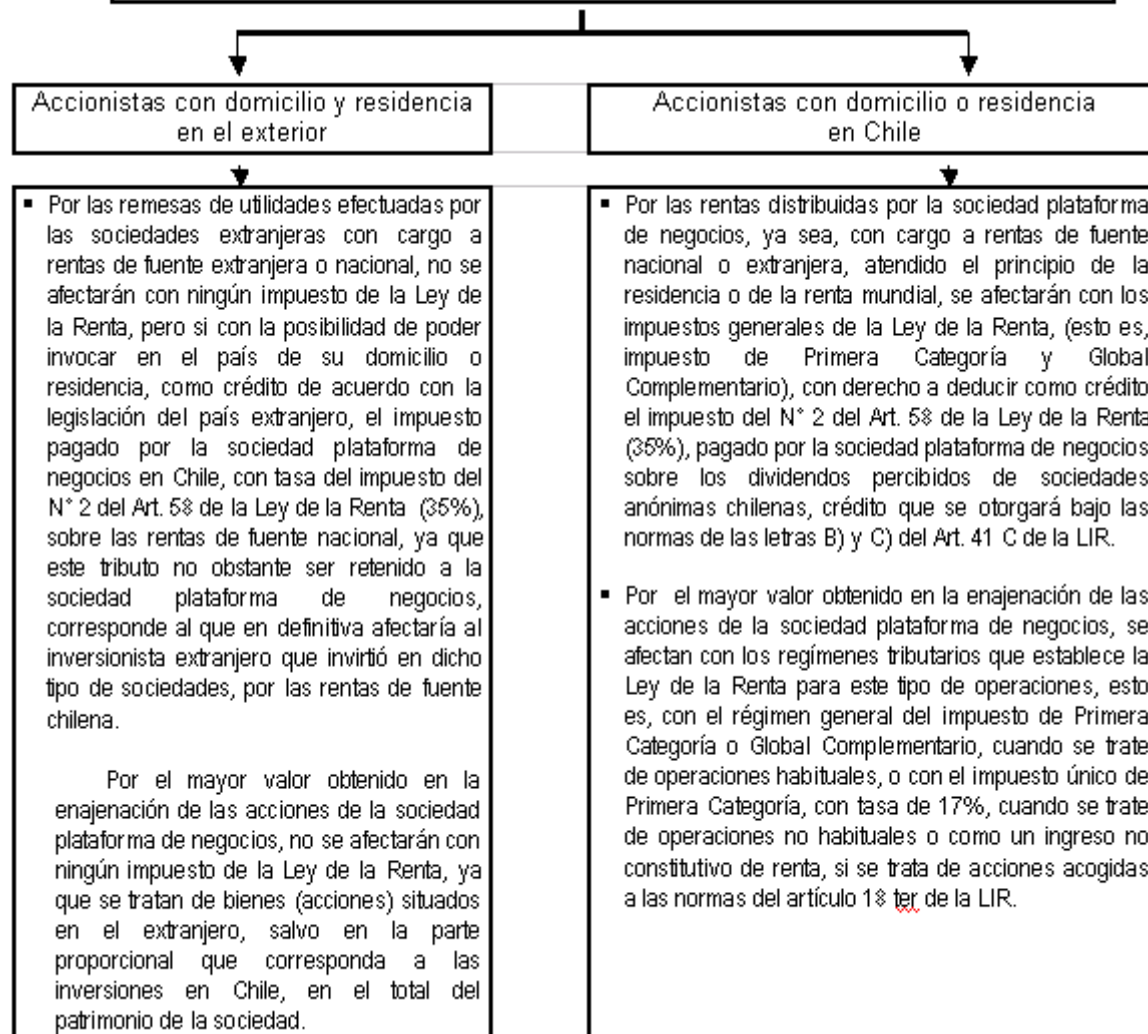 Accionistas con domicilio y residencia
en el exterior
▪ Por las remesas de utilidades efectuadas por
las sociedades extranjeras con cargo a
rentas de fuente extranjera o nacional, no se
afectarán con ningún impuesto de la Ley de
la Renta, pero si con la posibilidad de poder
invocar en el país de su domicilio o
residencia, como crédito de acuerdo con la
legislación del país extranjero, el impuesto
pagado por la sociedad plataforma de
negocios en Chile, con tasa del impuesto del
N° 2 del Art. 58 de la Ley de la Renta (35%),
sobre las rentas de fuente nacional, ya que
este tributo no obstante ser retenido a la
sociedad plataforma de negocios,
corresponde al que en definitiva afectaría al
inversionista extranjero que invirtió en dicho
tipo de sociedades, por las rentas de fuente
chilena.
Por el mayor valor obtenido en la
enajenación de las acciones de la sociedad
plataforma de negocios, no se afectarán con
ningún impuesto de la Ley de la Renta, ya
que se tratan de bienes (acciones) situados
en el extranjero, salvo en la parte
proporcional que corresponda a las
inversiones en Chile, en el total del
patrimonio de la sociedad.
Accionistas con domicilio o residencia
en Chile
▪ Por las rentas distribuidas por la sociedad plataforma
de negocios, ya sea, con cargo a rentas de fuente
nacional o extranjera, atendido el principio de la
residencia o de la renta mundial, se afectarán con los
impuestos generales de la Ley de la Renta, (esto es,
impuesto de Primera Categoría y Global
Complementario), con derecho a deducir como crédito
el impuesto del N° 2 del Art. 58 de la Ley de la Renta
(35%), pagado por la sociedad plataforma de negocios
sobre los dividendos percibidos de sociedades
anónimas chilenas, crédito que se otorgará bajo las
normas de las letras B) y C) del Art. 41 C de la LIR.
▪ Por el mayor valor obtenido en la enajenación de las
acciones de la sociedad plataforma de negocios, se
afectan con los regímenes tributarios que establece la
Ley de la Renta para este tipo de operaciones, esto
es, con el régimen general del impuesto de Primera
Categoría o Global Complementario, cuando se trate
de operaciones habituales, o con el impuesto único de
Primera Categoría, con tasa de 17%, cuando se trate
de operaciones no habituales o como un ingreso no
constitutivo de renta, si se trata de acciones acogidas
a las normas del artículo 18 ter de la LIR.